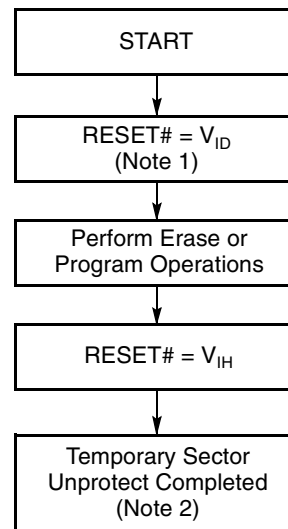 START
RESET# = VID
(Note 1)
Perform Erase or
Program Operations
RESET# = VIH
Temporary Sector
Unprotect Completed
(Note 2)